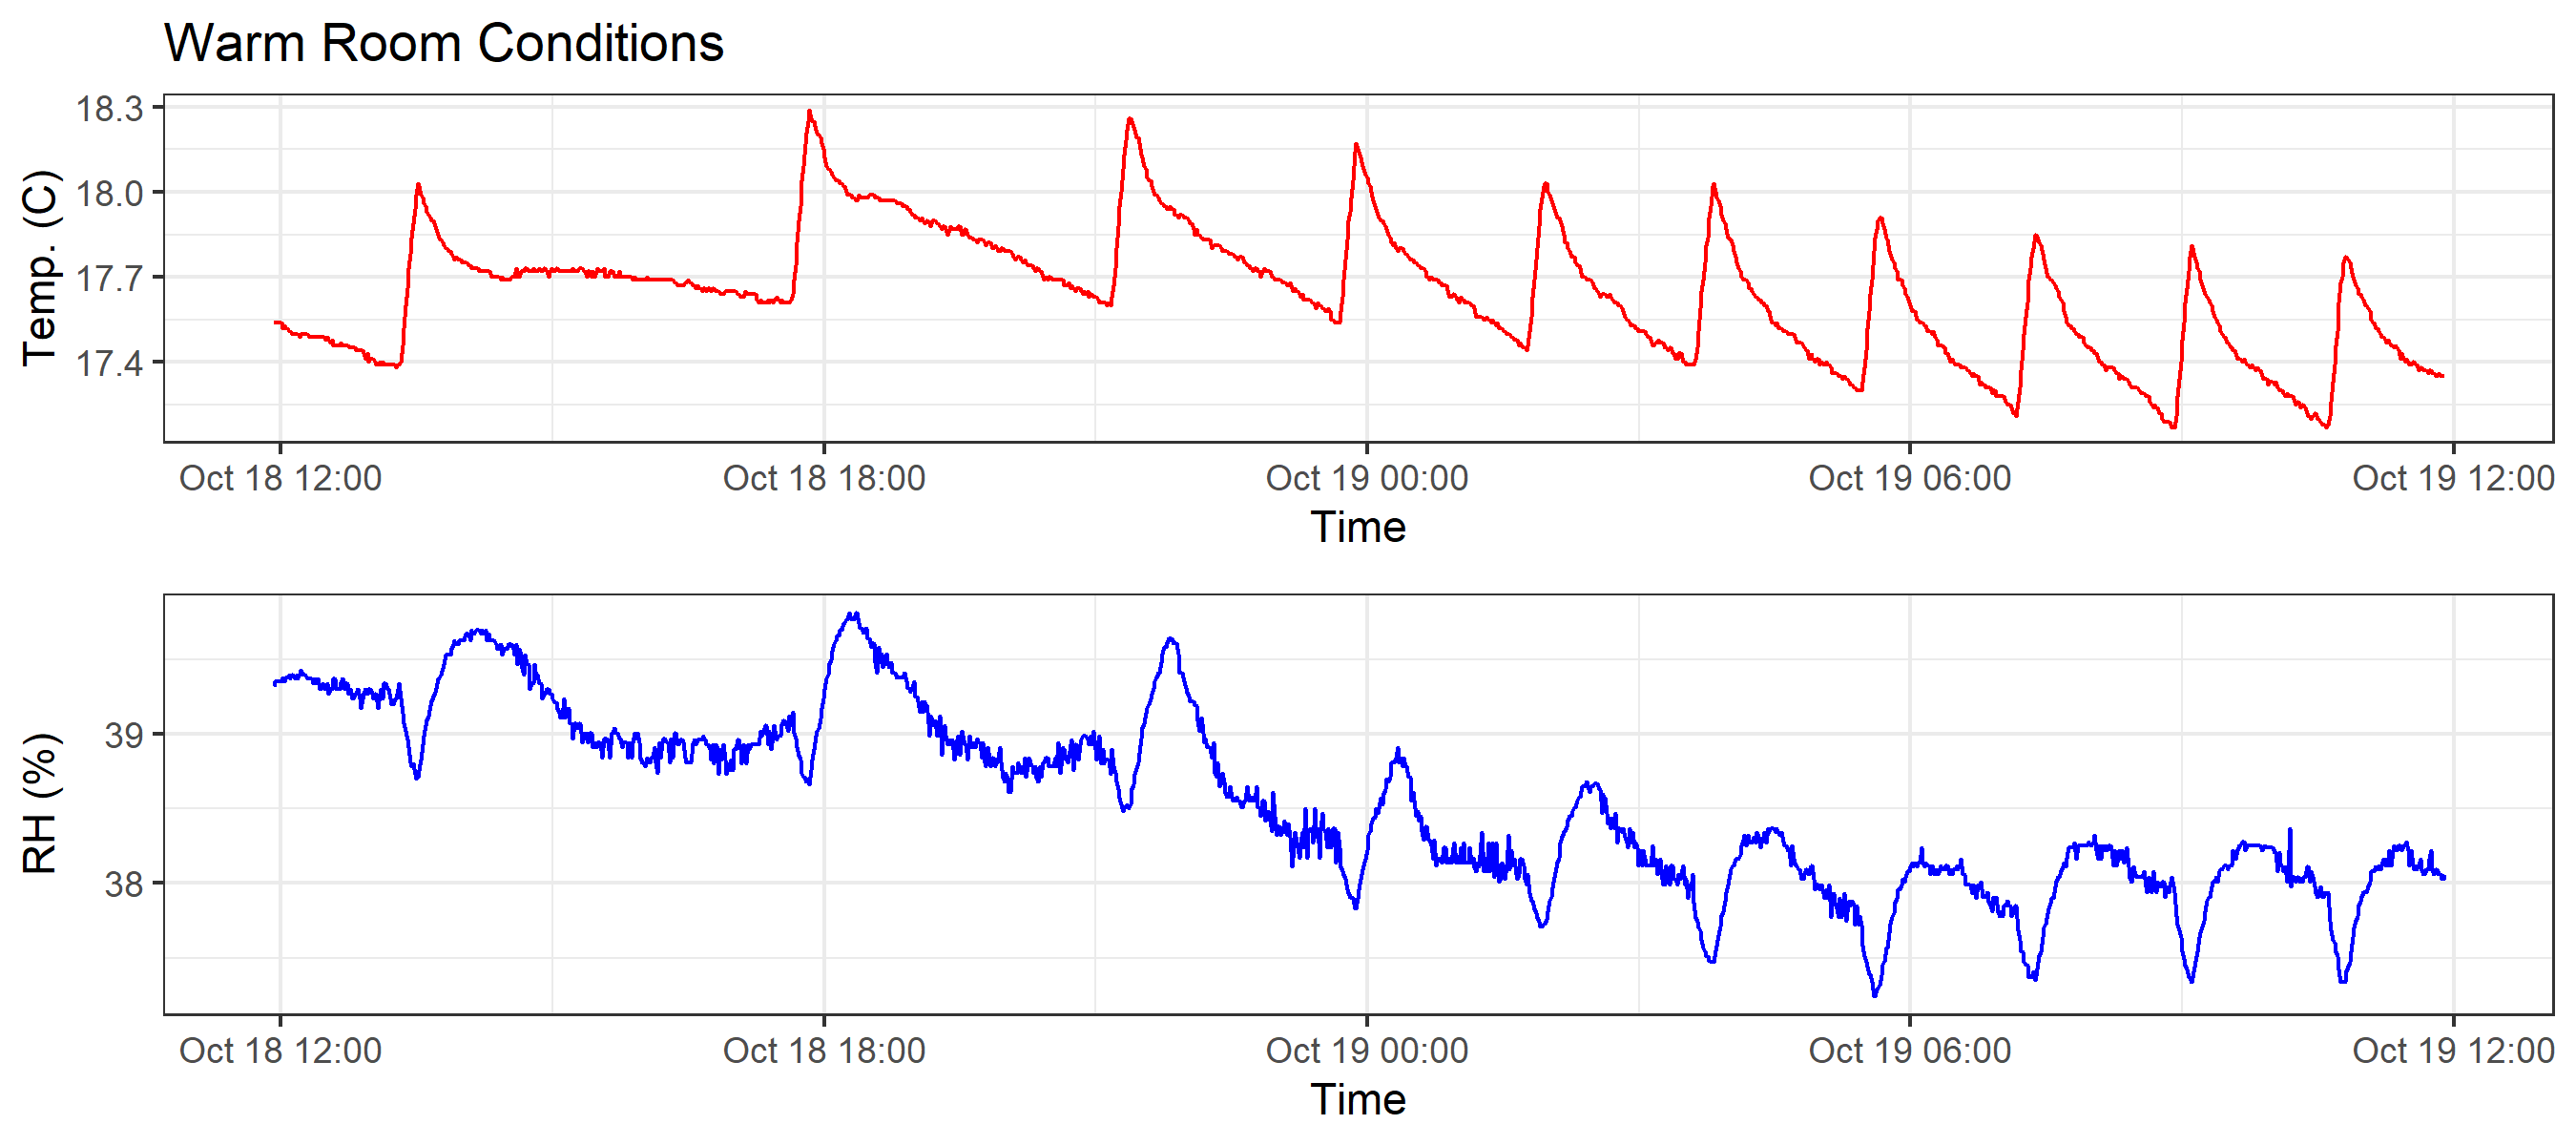 Warm Room Conditions
Temp. (C)
18.3
18.0
17.7
17.4
Oct 18 12:00 Oct 18 18:00 Oct 19 00:00 Oct 19 06:00 Oct 19 12:00
Time
RH (%)
39
38
Oct 18 12:00 Oct 18 18:00 Oct 19 00:00 Oct 19 06:00 Oct 19 12:00
Time